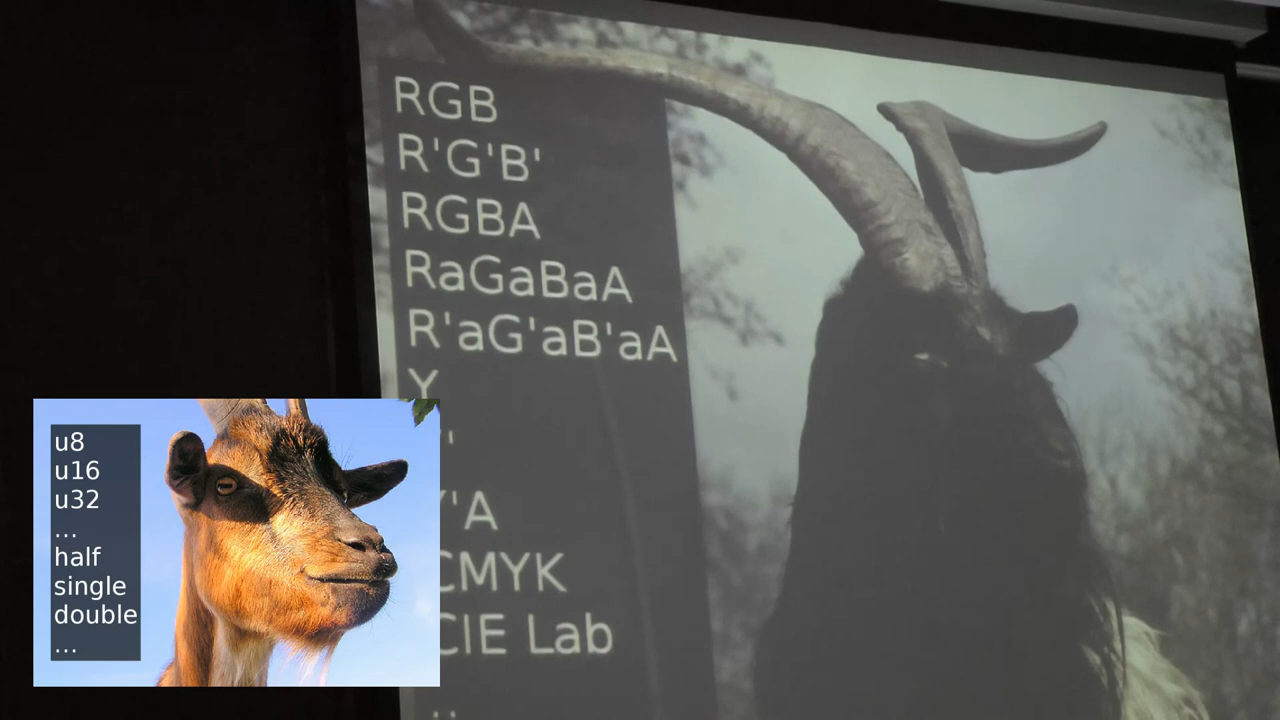 RGB
R'G'B'
RGBA
RaGaBaA
R'aG'aB'aA
Y
'A
CMYK
CIE Lab
u8
u16
u32
...
half
single
double
...